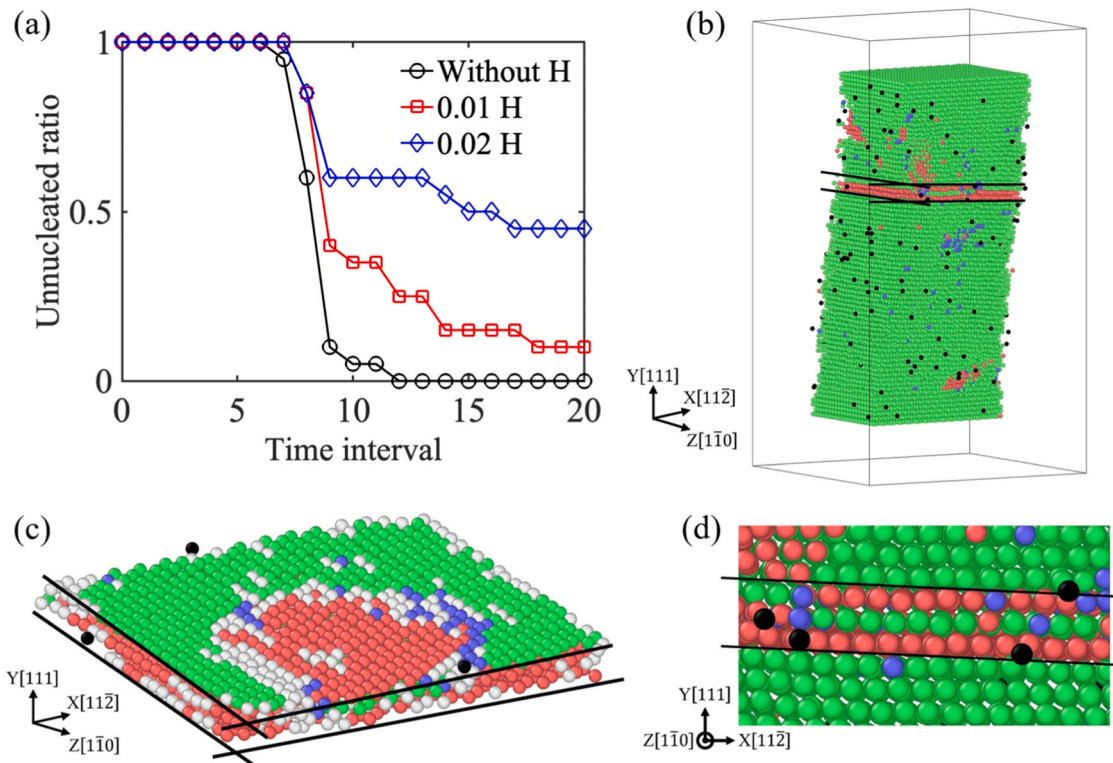 (a)
Unnucleated ratio
1
0.5
0
0
5
10
15
20
Time interval
Without H
0.01 H
0.02 H
(b)
Y[111]
X[112̅]
Z[11̅0]
(c)
Y[111]
X[112̅]
Z[11̅0]
(d)
Y[111]
Z[11̅0]
X[112̅]